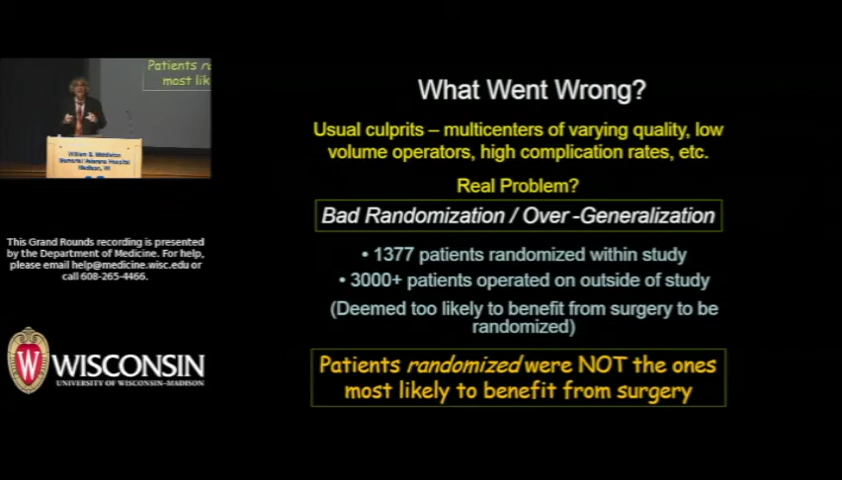 Patients
most lik
William S. Middleton
Memorial Veterans Hospital
Madison, WI
This Grand Rounds recording is presented
by the Department of Medicine. For help,
please email help@medicine.wisc.edu or
call 608-265-4466.
W WISCONSIN
UNIVERSITY OF WISCONSIN–MADISON
What Went Wrong?
Usual culprits – multicenters of varying quality, low
volume operators, high complication rates, etc.
Real Problem?
Bad Randomization / Over -Generalization
• 1377 patients randomized within study
• 3000+ patients operated on outside of study
(Deemed too likely to benefit from surgery to be
randomized)
Patients randomized were NOT the ones
most likely to benefit from surgery